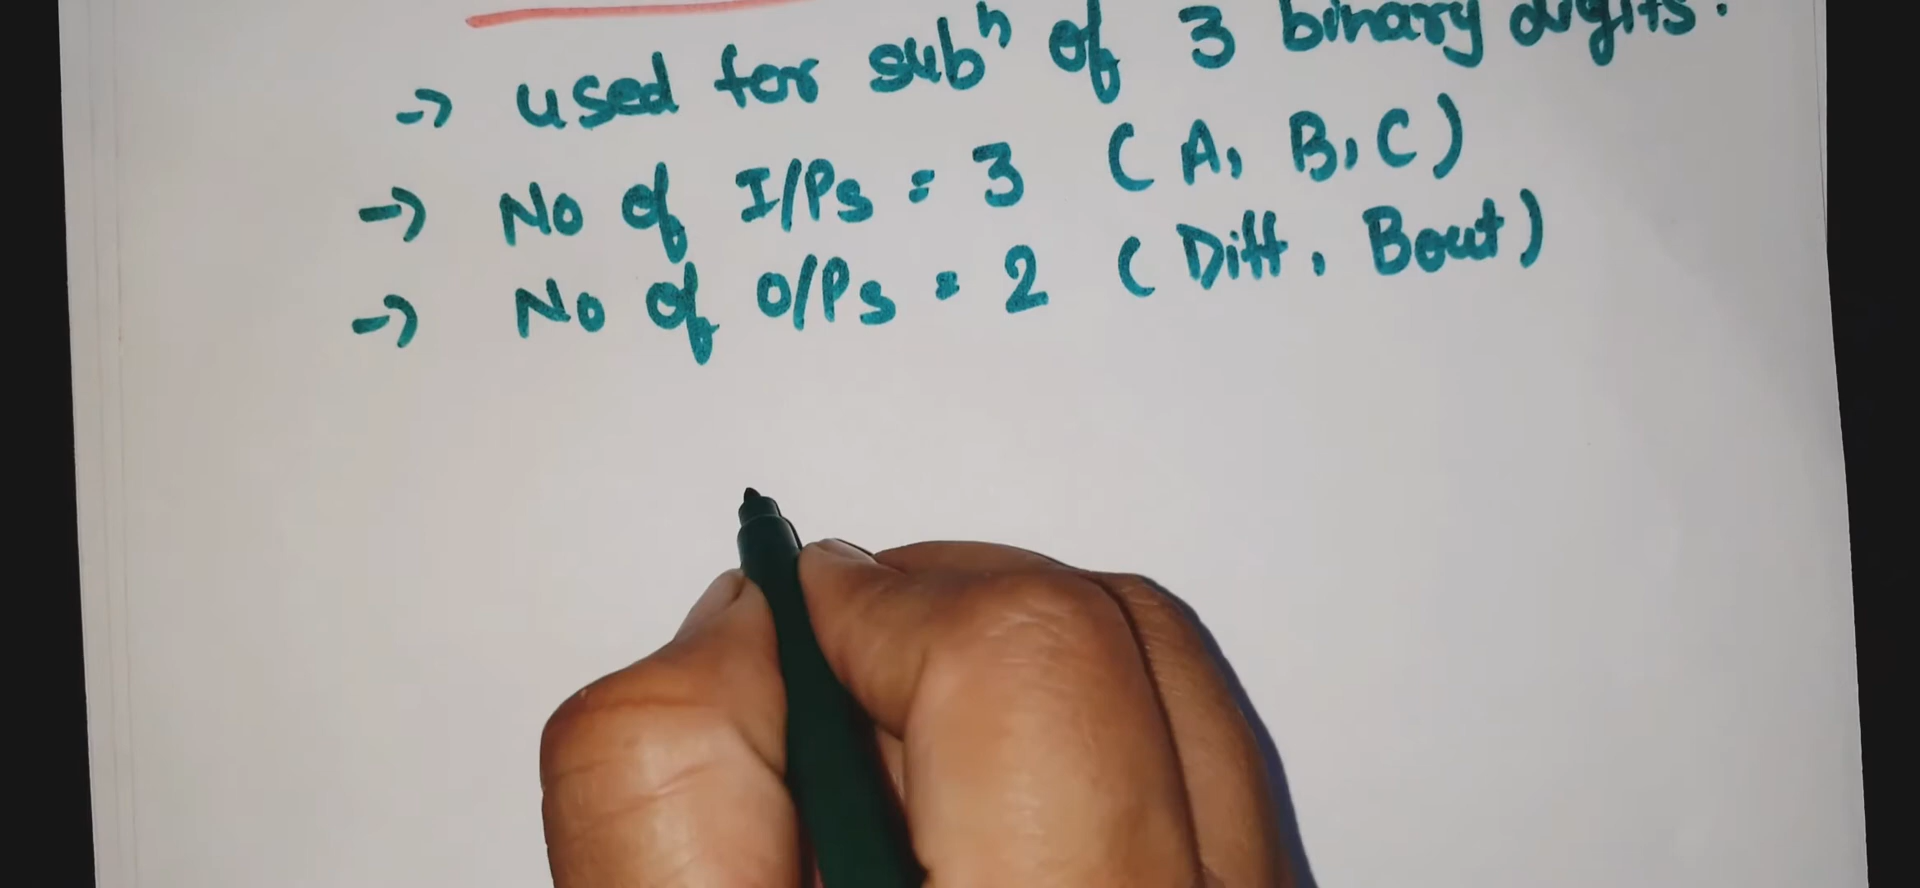 -> used for subⁿ of 3 binary digits.
-> No of I/Ps = 3 (A, B, C)
-> No of O/Ps = 2 (Diff, Bout)